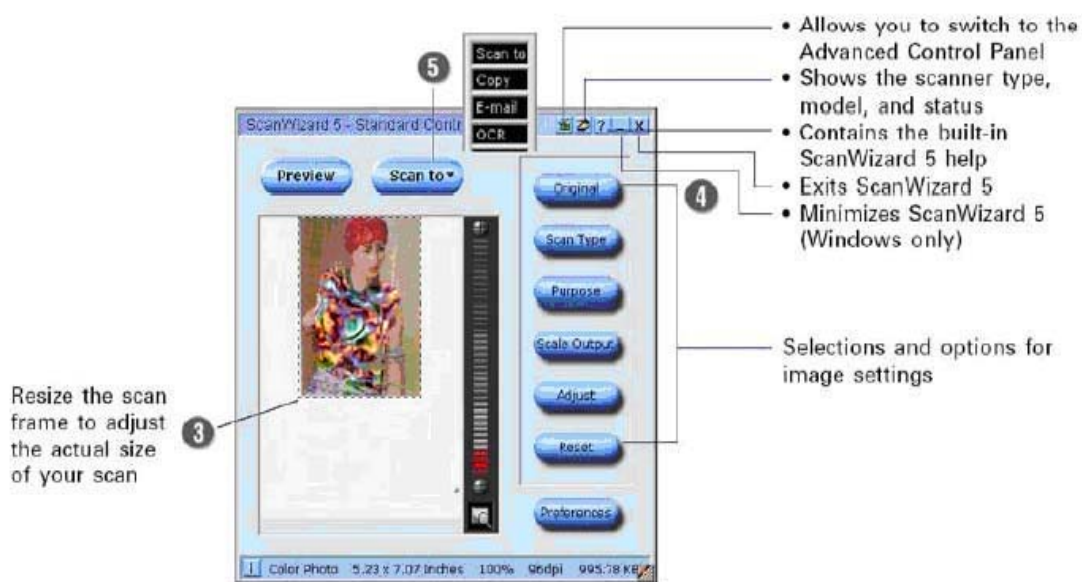 Scan to
Copy
E-mail
OCR
5
ScanWizard 5 - Standard Contr
?
X
Preview
Scan to
Original
Scan Type
Purpose
Scale Output
Adjust
Reset
Preferences
Color Photo 5.23 x 7.07 Inches 100% 96dpi 995.78 KB
• Allows you to switch to the
Advanced Control Panel
• Shows the scanner type,
model, and status
• Contains the built-in
ScanWizard 5 help
• Exits ScanWizard 5
• Minimizes ScanWizard 5
(Windows only)
4
Selections and options for
image settings
Resize the scan
frame to adjust
the actual size
of your scan
3